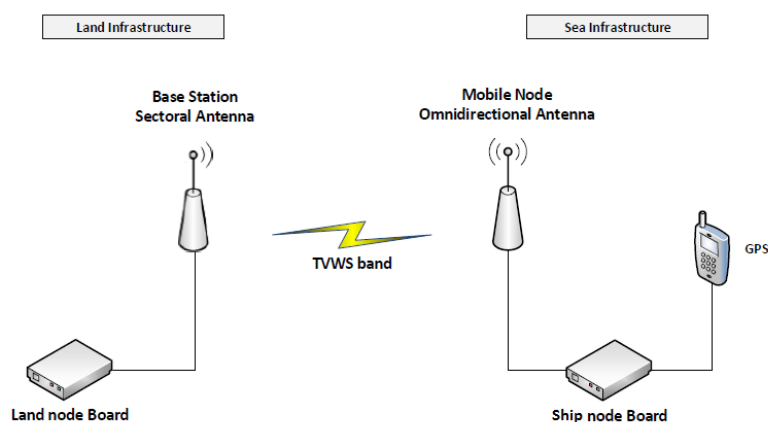 Land Infrastructure
Sea Infrastructure
Base Station
Sectoral Antenna
Mobile Node
Omnidirectional Antenna
TVWS band
GPS
Land node Board
Ship node Board